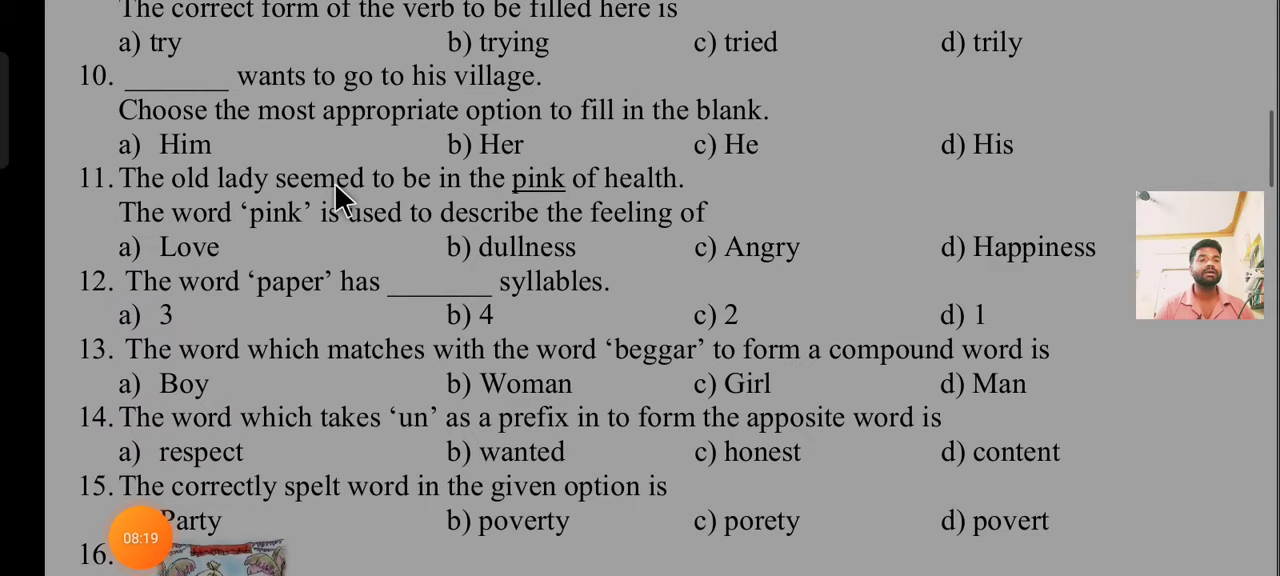 The correct form of the verb to be filled here is
a) try b) trying c) tried d) trily
10. ________ wants to go to his village.
Choose the most appropriate option to fill in the blank.
a) Him b) Her c) He d) His
11. The old lady seemed to be in the pink of health.
The word ‘pink’ is used to describe the feeling of
a) Love b) dullness c) Angry d) Happiness
12. The word ‘paper’ has ________ syllables.
a) 3 b) 4 c) 2 d) 1
13. The word which matches with the word ‘beggar’ to form a compound word is
a) Boy b) Woman c) Girl d) Man
14. The word which takes ‘un’ as a prefix in to form the apposite word is
a) respect b) wanted c) honest d) content
15. The correctly spelt word in the given option is
Party b) poverty c) porety d) povert
08:19
16.